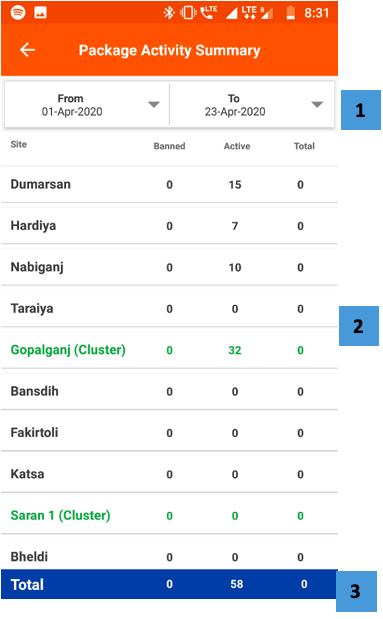 LTE LTE R 8:31
Package Activity Summary
From To
01-Apr-2020 23-Apr-2020
1
Site Banned Active Total
Dumarsan 0 15 0
Hardiya 0 7 0
Nabiganj 0 10 0
Taraiya 0 0 0
2
Gopalganj (Cluster) 0 32 0
Bansdih 0 0 0
Fakirtoli 0 0 0
Katsa 0 0 0
Saran 1 (Cluster) 0 0 0
Bheldi 0 0 0
Total 0 58 0
3